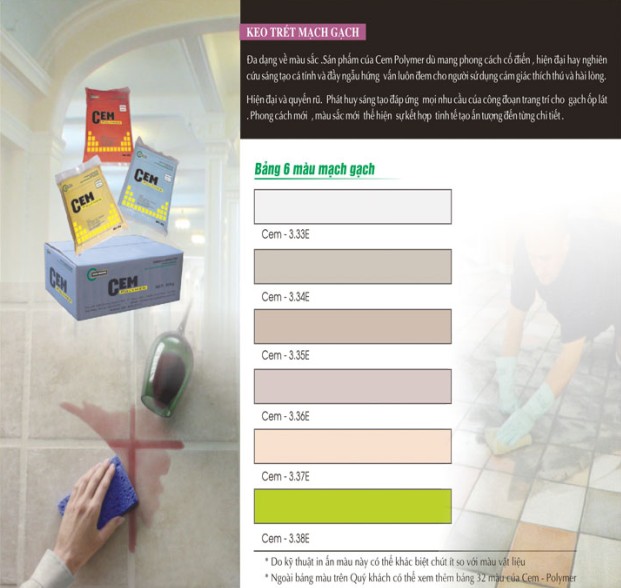 KEO TRÉT MẠCH GẠCH
Đa dạng về màu sắc .Sản phẩm của Cem Polymer dù mang phong cách cổ điển , hiện đại hay nghiên
cứu sáng tạo cá tính và đầy ngẫu hứng vẫn luôn đem cho người sử dụng cảm giác thích thú và hài lòng.
Hiện đại và quyến rũ. Phát huy sáng tạo đáp ứng mọi nhu cầu của công đoạn trang trí cho gạch ốp lát
. Phong cách mới , màu sắc mới thể hiện sự kết hợp tinh tế tạo ấn tượng đến từng chi tiết .
CEM
CEM
CEM
CEM
CEM
Bảng 6 màu mạch gạch
Cem - 3.33E
Cem - 3.34E
Cem - 3.35E
Cem - 3.36E
Cem - 3.37E
Cem - 3.38E
* Do kỹ thuật in ấn màu này có thể khác biệt chút ít so với màu vật liệu
* Ngoài bảng màu trên Quý khách có thể xem thêm bảng 32 màu của Cem - Polymer